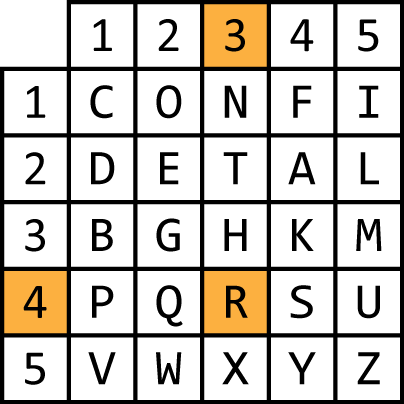 1 2 3 4 5
1 C O N F I
2 D E T A L
3 B G H K M
4 P Q R S U
5 V W X Y Z